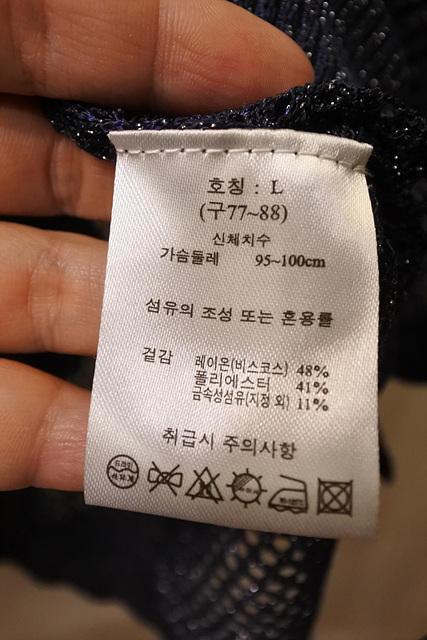 호칭 : L
(구77~88)
신체치수
가슴둘레 95~100cm
섬유의 조성 또는 혼용률
겉감 레이온(비스코스) 48%
폴리에스터 41%
금속성섬유(지정 외) 11%
취급시 주의사항
드라이